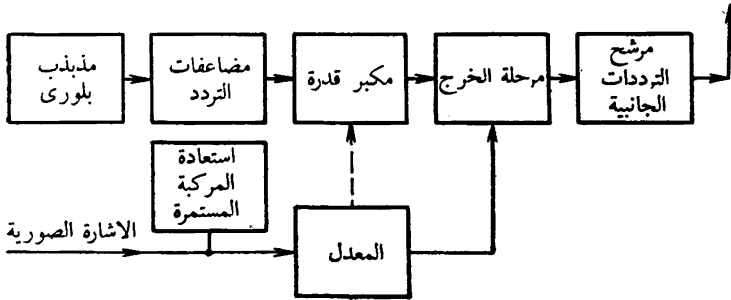 مذبذب
بلورى
مضاعفات
التردد
مكبر قدرة
مرحلة الخرج
مرشح
الترددات
الجانبية
استعادة
المركبة
المستمرة
الاشارة الصورية
المعدل